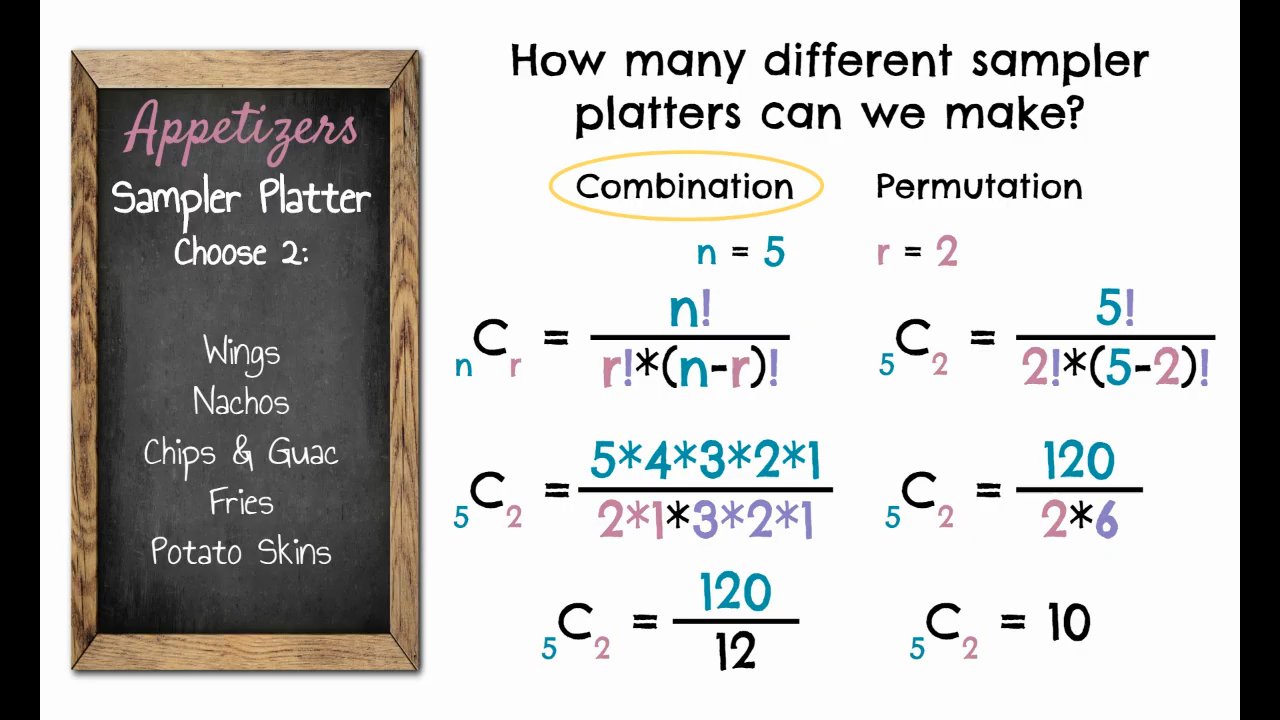 Appetizers
Sampler Platter
Choose 2:
Wings
Nachos
Chips & Guac
Fries
Potato Skins
How many different sampler
platters can we make?
Combination
Permutation
n = 5
r = 2
nCr = n! / r!*(n-r)!
5C2 = 5! / 2!*(5-2)!
5C2 = 5*4*3*2*1 / 2*1*3*2*1
5C2 = 120 / 2*6
5C2 = 120 / 12
5C2 = 10